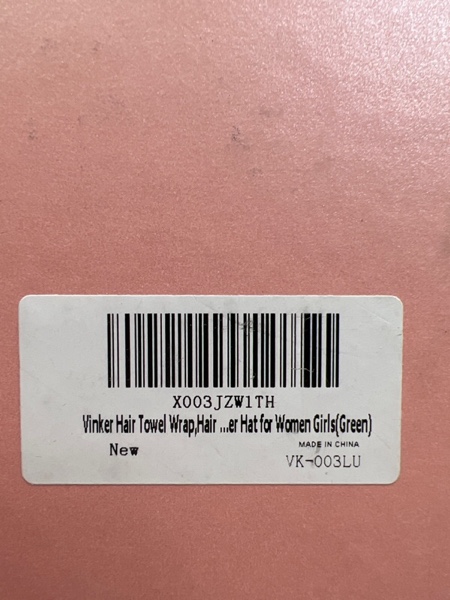 X003JZW1TH
Vinker Hair Towel Wrap,Hair ...er Hat for Women Girls(Green)
New
MADE IN CHINA
VK-003LU